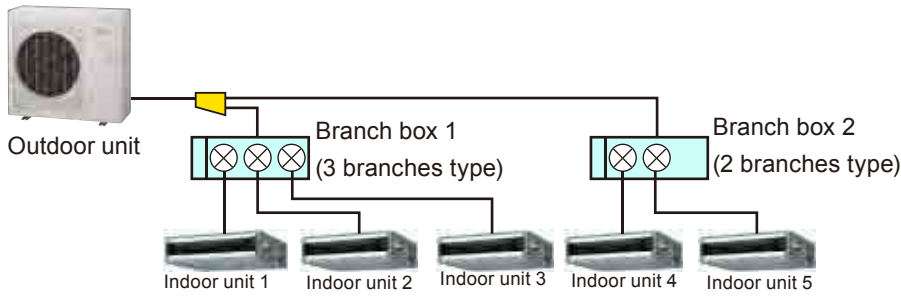 Outdoor unit
Branch box 1
(3 branches type)
Branch box 2
(2 branches type)
Indoor unit 1
Indoor unit 2
Indoor unit 3
Indoor unit 4
Indoor unit 5